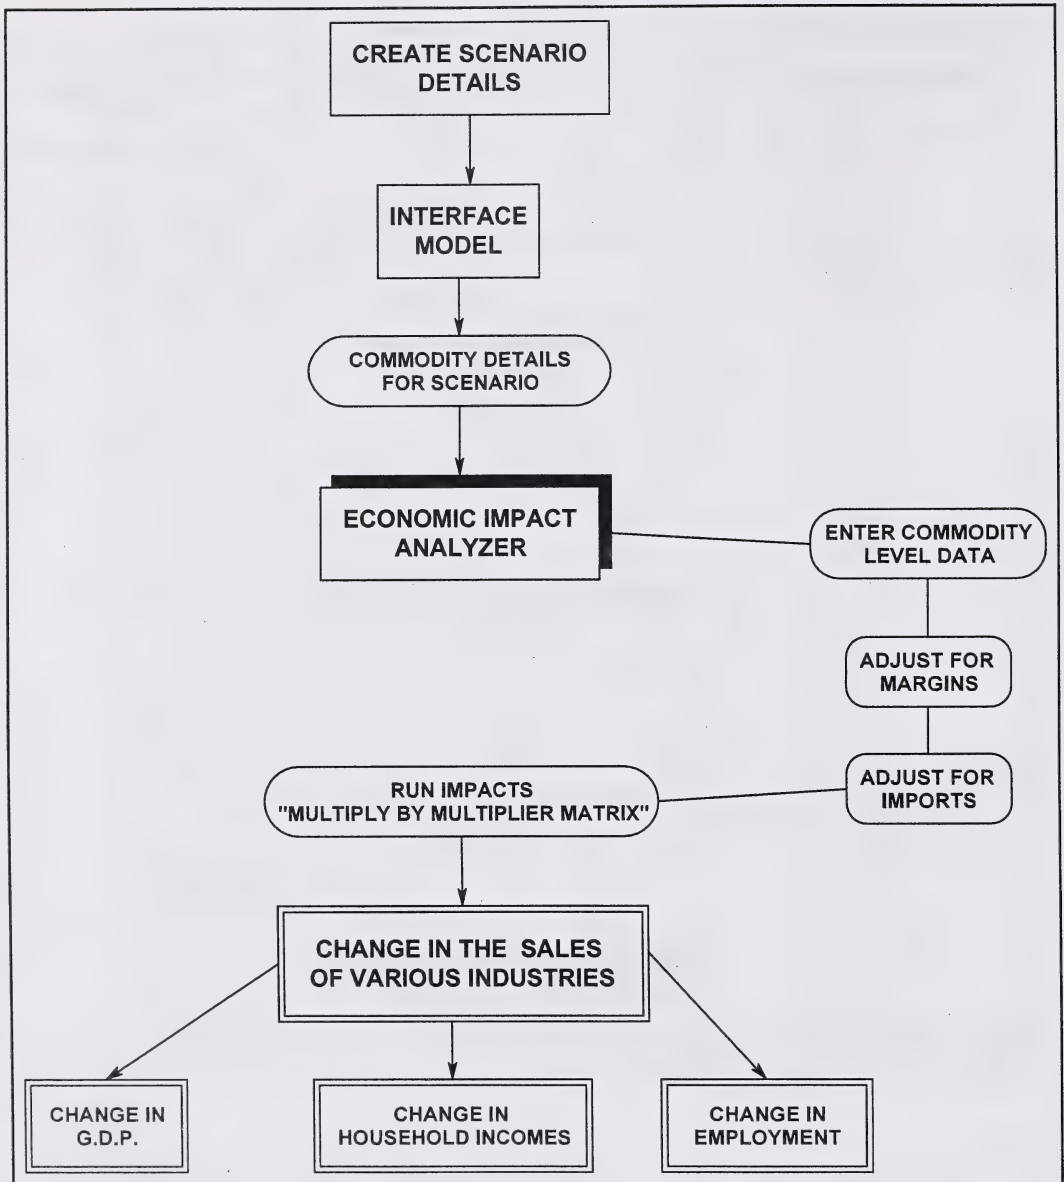 CREATE SCENARIO
DETAILS
INTERFACE
MODEL
COMMODITY DETAILS
FOR SCENARIO
ECONOMIC IMPACT
ANALYZER
ENTER COMMODITY
LEVEL DATA
ADJUST FOR
MARGINS
ADJUST FOR
IMPORTS
RUN IMPACTS
"MULTIPLY BY MULTIPLIER MATRIX"
CHANGE IN THE SALES
OF VARIOUS INDUSTRIES
CHANGE IN
G.D.P.
CHANGE IN
HOUSEHOLD INCOMES
CHANGE IN
EMPLOYMENT